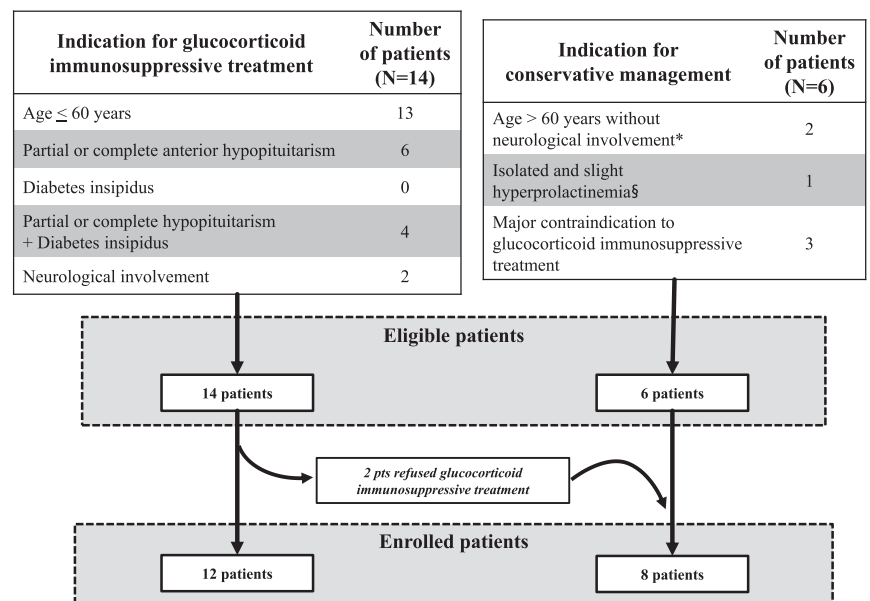 Indication for glucocorticoid
immunosuppressive treatment
Number
of patients
(N=14)
Age ≤ 60 years 13
Partial or complete anterior hypopituitarism 6
Diabetes insipidus 0
Partial or complete hypopituitarism
+ Diabetes insipidus 4
Neurological involvement 2
Indication for
conservative management
Number
of patients
(N=6)
Age > 60 years without
neurological involvement* 2
Isolated and slight
hyperprolactinemia§ 1
Major contraindication to
glucocorticoid immunosuppressive
treatment 3
Eligible patients
14 patients
6 patients
2 pts refused glucocorticoid
immunosuppressive treatment
Enrolled patients
12 patients
8 patients